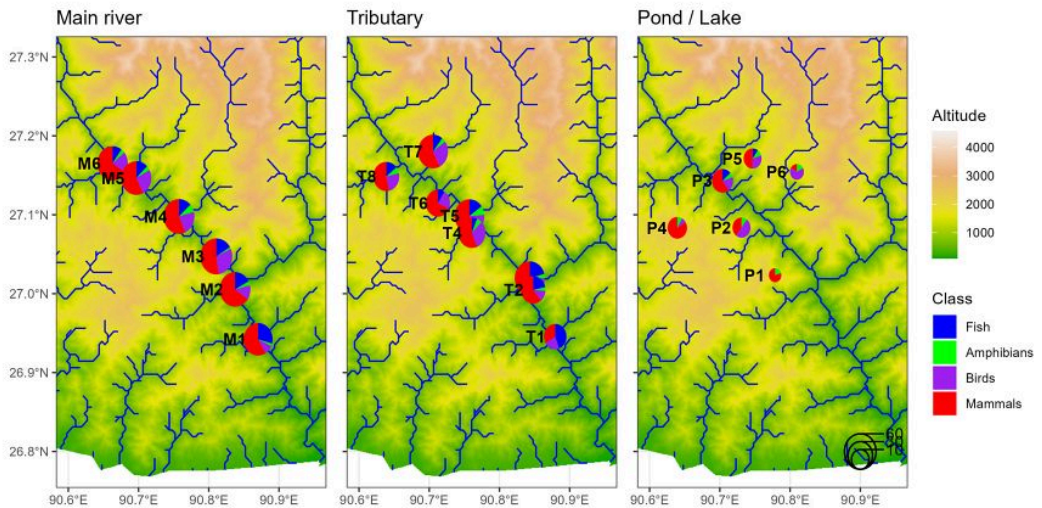 Main river
Tributary
Pond / Lake
27.3°N
27.2°N
27.1°N
27.0°N
26.9°N
26.8°N
M6
M5
M4
M3
M2
M1
T7
T8
T6
T5
T4
T2
T1
P5
P6
P3
P4
P2
P1
60
10
90.6°E 90.7°E 90.8°E 90.9°E
90.6°E 90.7°E 90.8°E 90.9°E
90.6°E 90.7°E 90.8°E 90.9°E
Altitude
4000
3000
2000
1000
Class
Fish
Amphibians
Birds
Mammals